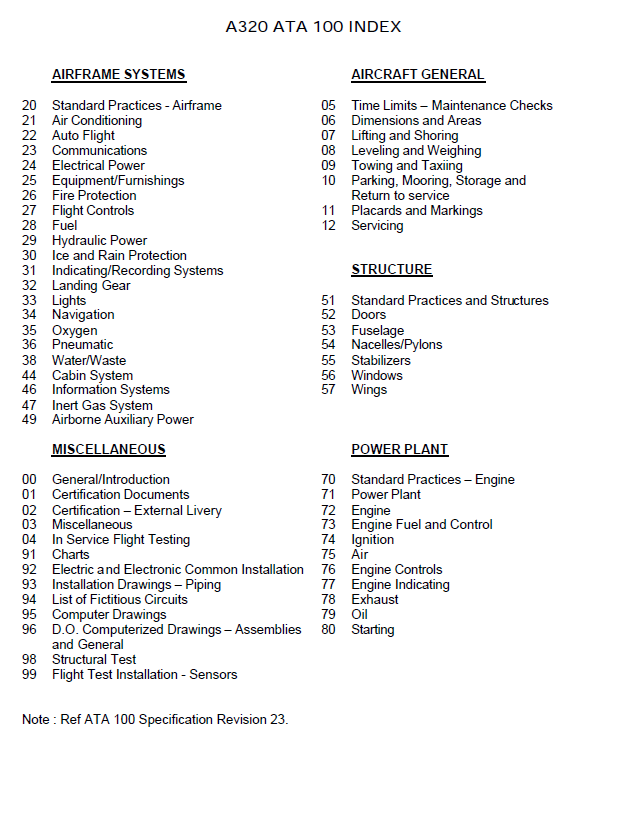 A320 ATA 100 INDEX
AIRFRAME SYSTEMS
20 Standard Practices - Airframe
21 Air Conditioning
22 Auto Flight
23 Communications
24 Electrical Power
25 Equipment/Furnishings
26 Fire Protection
27 Flight Controls
28 Fuel
29 Hydraulic Power
30 Ice and Rain Protection
31 Indicating/Recording Systems
32 Landing Gear
33 Lights
34 Navigation
35 Oxygen
36 Pneumatic
38 Water/Waste
44 Cabin System
46 Information Systems
47 Inert Gas System
49 Airborne Auxiliary Power
AIRCRAFT GENERAL
05 Time Limits – Maintenance Checks
06 Dimensions and Areas
07 Lifting and Shoring
08 Leveling and Weighing
09 Towing and Taxiing
10 Parking, Mooring, Storage and
Return to service
11 Placards and Markings
12 Servicing
STRUCTURE
51 Standard Practices and Structures
52 Doors
53 Fuselage
54 Nacelles/Pylons
55 Stabilizers
56 Windows
57 Wings
MISCELLANEOUS
00 General/Introduction
01 Certification Documents
02 Certification – External Livery
03 Miscellaneous
04 In Service Flight Testing
91 Charts
92 Electric and Electronic Common Installation
93 Installation Drawings – Piping
94 List of Fictitious Circuits
95 Computer Drawings
96 D.O. Computerized Drawings – Assemblies
and General
98 Structural Test
99 Flight Test Installation - Sensors
POWER PLANT
70 Standard Practices – Engine
71 Power Plant
72 Engine
73 Engine Fuel and Control
74 Ignition
75 Air
76 Engine Controls
77 Engine Indicating
78 Exhaust
79 Oil
80 Starting
Note : Ref ATA 100 Specification Revision 23.